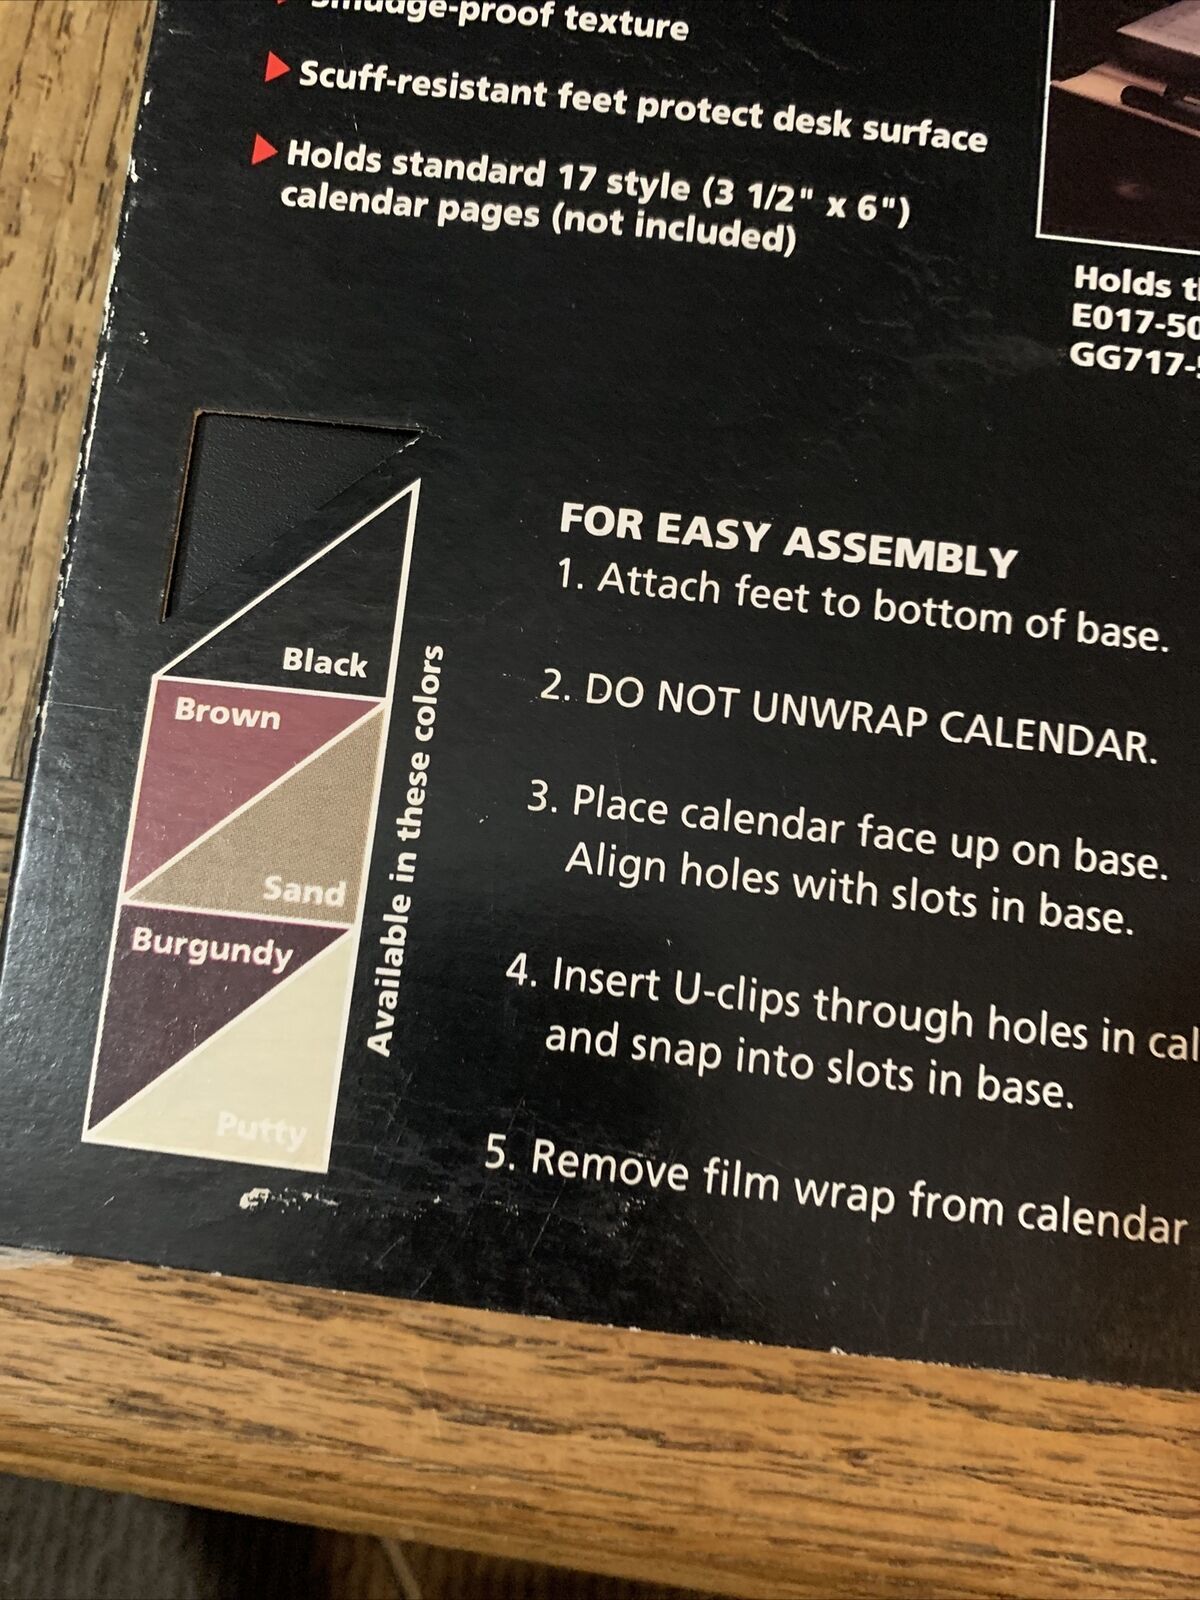 Smudge-proof texture
Scuff-resistant feet protect desk surface
Holds standard 17 style (3 1/2" x 6")
calendar pages (not included)
Holds
E017-50
GG717-
Black
Brown
Sand
Burgundy
Putty
Available in these colors
FOR EASY ASSEMBLY
1. Attach feet to bottom of base.
2. DO NOT UNWRAP CALENDAR.
3. Place calendar face up on base.
Align holes with slots in base.
4. Insert U-clips through holes in cal
and snap into slots in base.
5. Remove film wrap from calendar